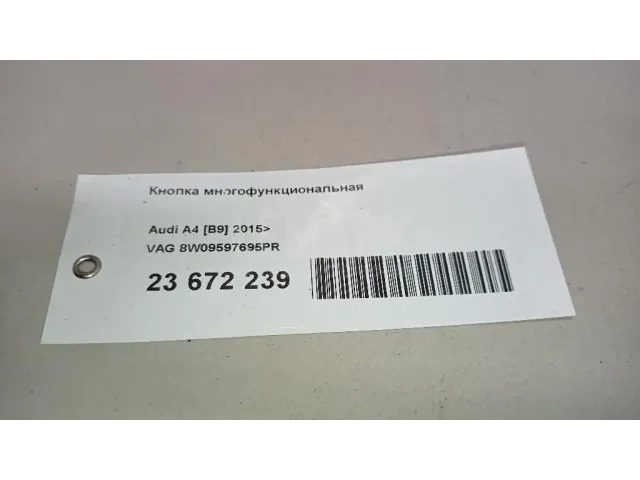 Кнопка многофункциональная
Audi A4 [B9] 2015>
VAG 8W09597695PR
23 672 239